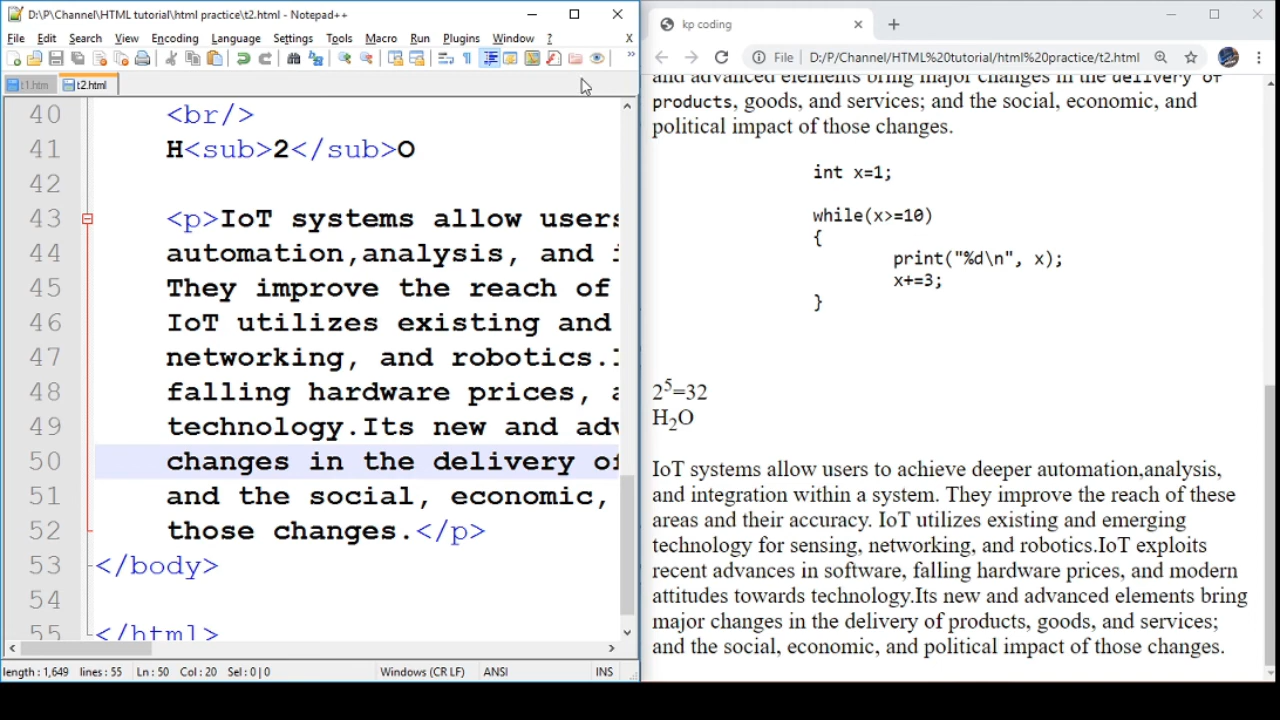 D:\P\Channel\HTML tutorial\html practice\t2.html - Notepad++
File Edit Search View Encoding Language Settings Tools Macro Run Plugins Window ? X
t1.htm t2.html
40 <br/>
41 H<sub>2</sub>O
42
43 <p>IoT systems allow users
44 automation,analysis, and
45 They improve the reach of
46 IoT utilizes existing and
47 networking, and robotics.
48 falling hardware prices,
49 technology.Its new and
50 changes in the delivery of
51 and the social, economic,
52 those changes.</p>
53 </body>
54
55 </html>
length : 1,649 lines : 55 Ln : 50 Col : 20 Sel : 0 | 0 Windows (CR LF) ANSI INS
kp coding
File D:/P/Channel/HTML%20tutorial/html%20practice/t2.html
and advanced elements bring major changes in the delivery of
products, goods, and services; and the social, economic, and
political impact of those changes.
int x=1;
while(x>=10)
{
print("%d\n", x);
x+=3;
}
2⁵=32
H₂O
IoT systems allow users to achieve deeper automation,analysis,
and integration within a system. They improve the reach of these
areas and their accuracy. IoT utilizes existing and emerging
technology for sensing, networking, and robotics.IoT exploits
recent advances in software, falling hardware prices, and modern
attitudes towards technology.Its new and advanced elements bring
major changes in the delivery of products, goods, and services;
and the social, economic, and political impact of those changes.